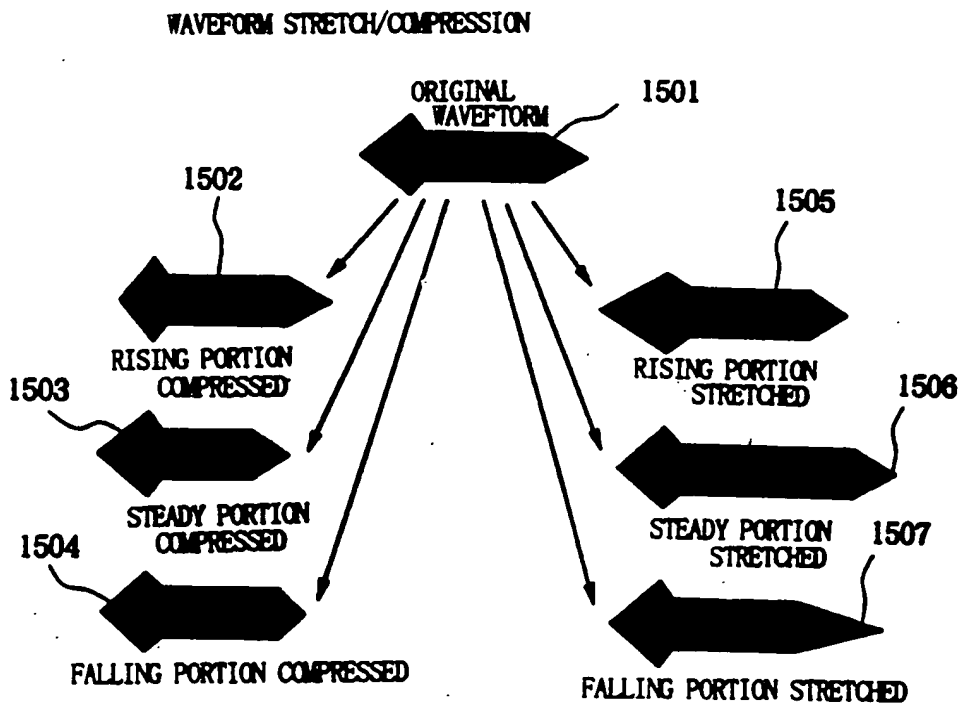 WAVEFORM STRETCH/COMPRESSION
ORIGINAL
WAVEFTORM
1501
1502
1505
RISING PORTION
COMPRESSED
RISING PORTION
STRETCHED
1503
1506
STEADY PORTION
COMPRESSED
STEADY PORTION
STRETCHED
1504
1507
FALLING PORTION COMPRESSED
FALLING PORTION STRETCHED